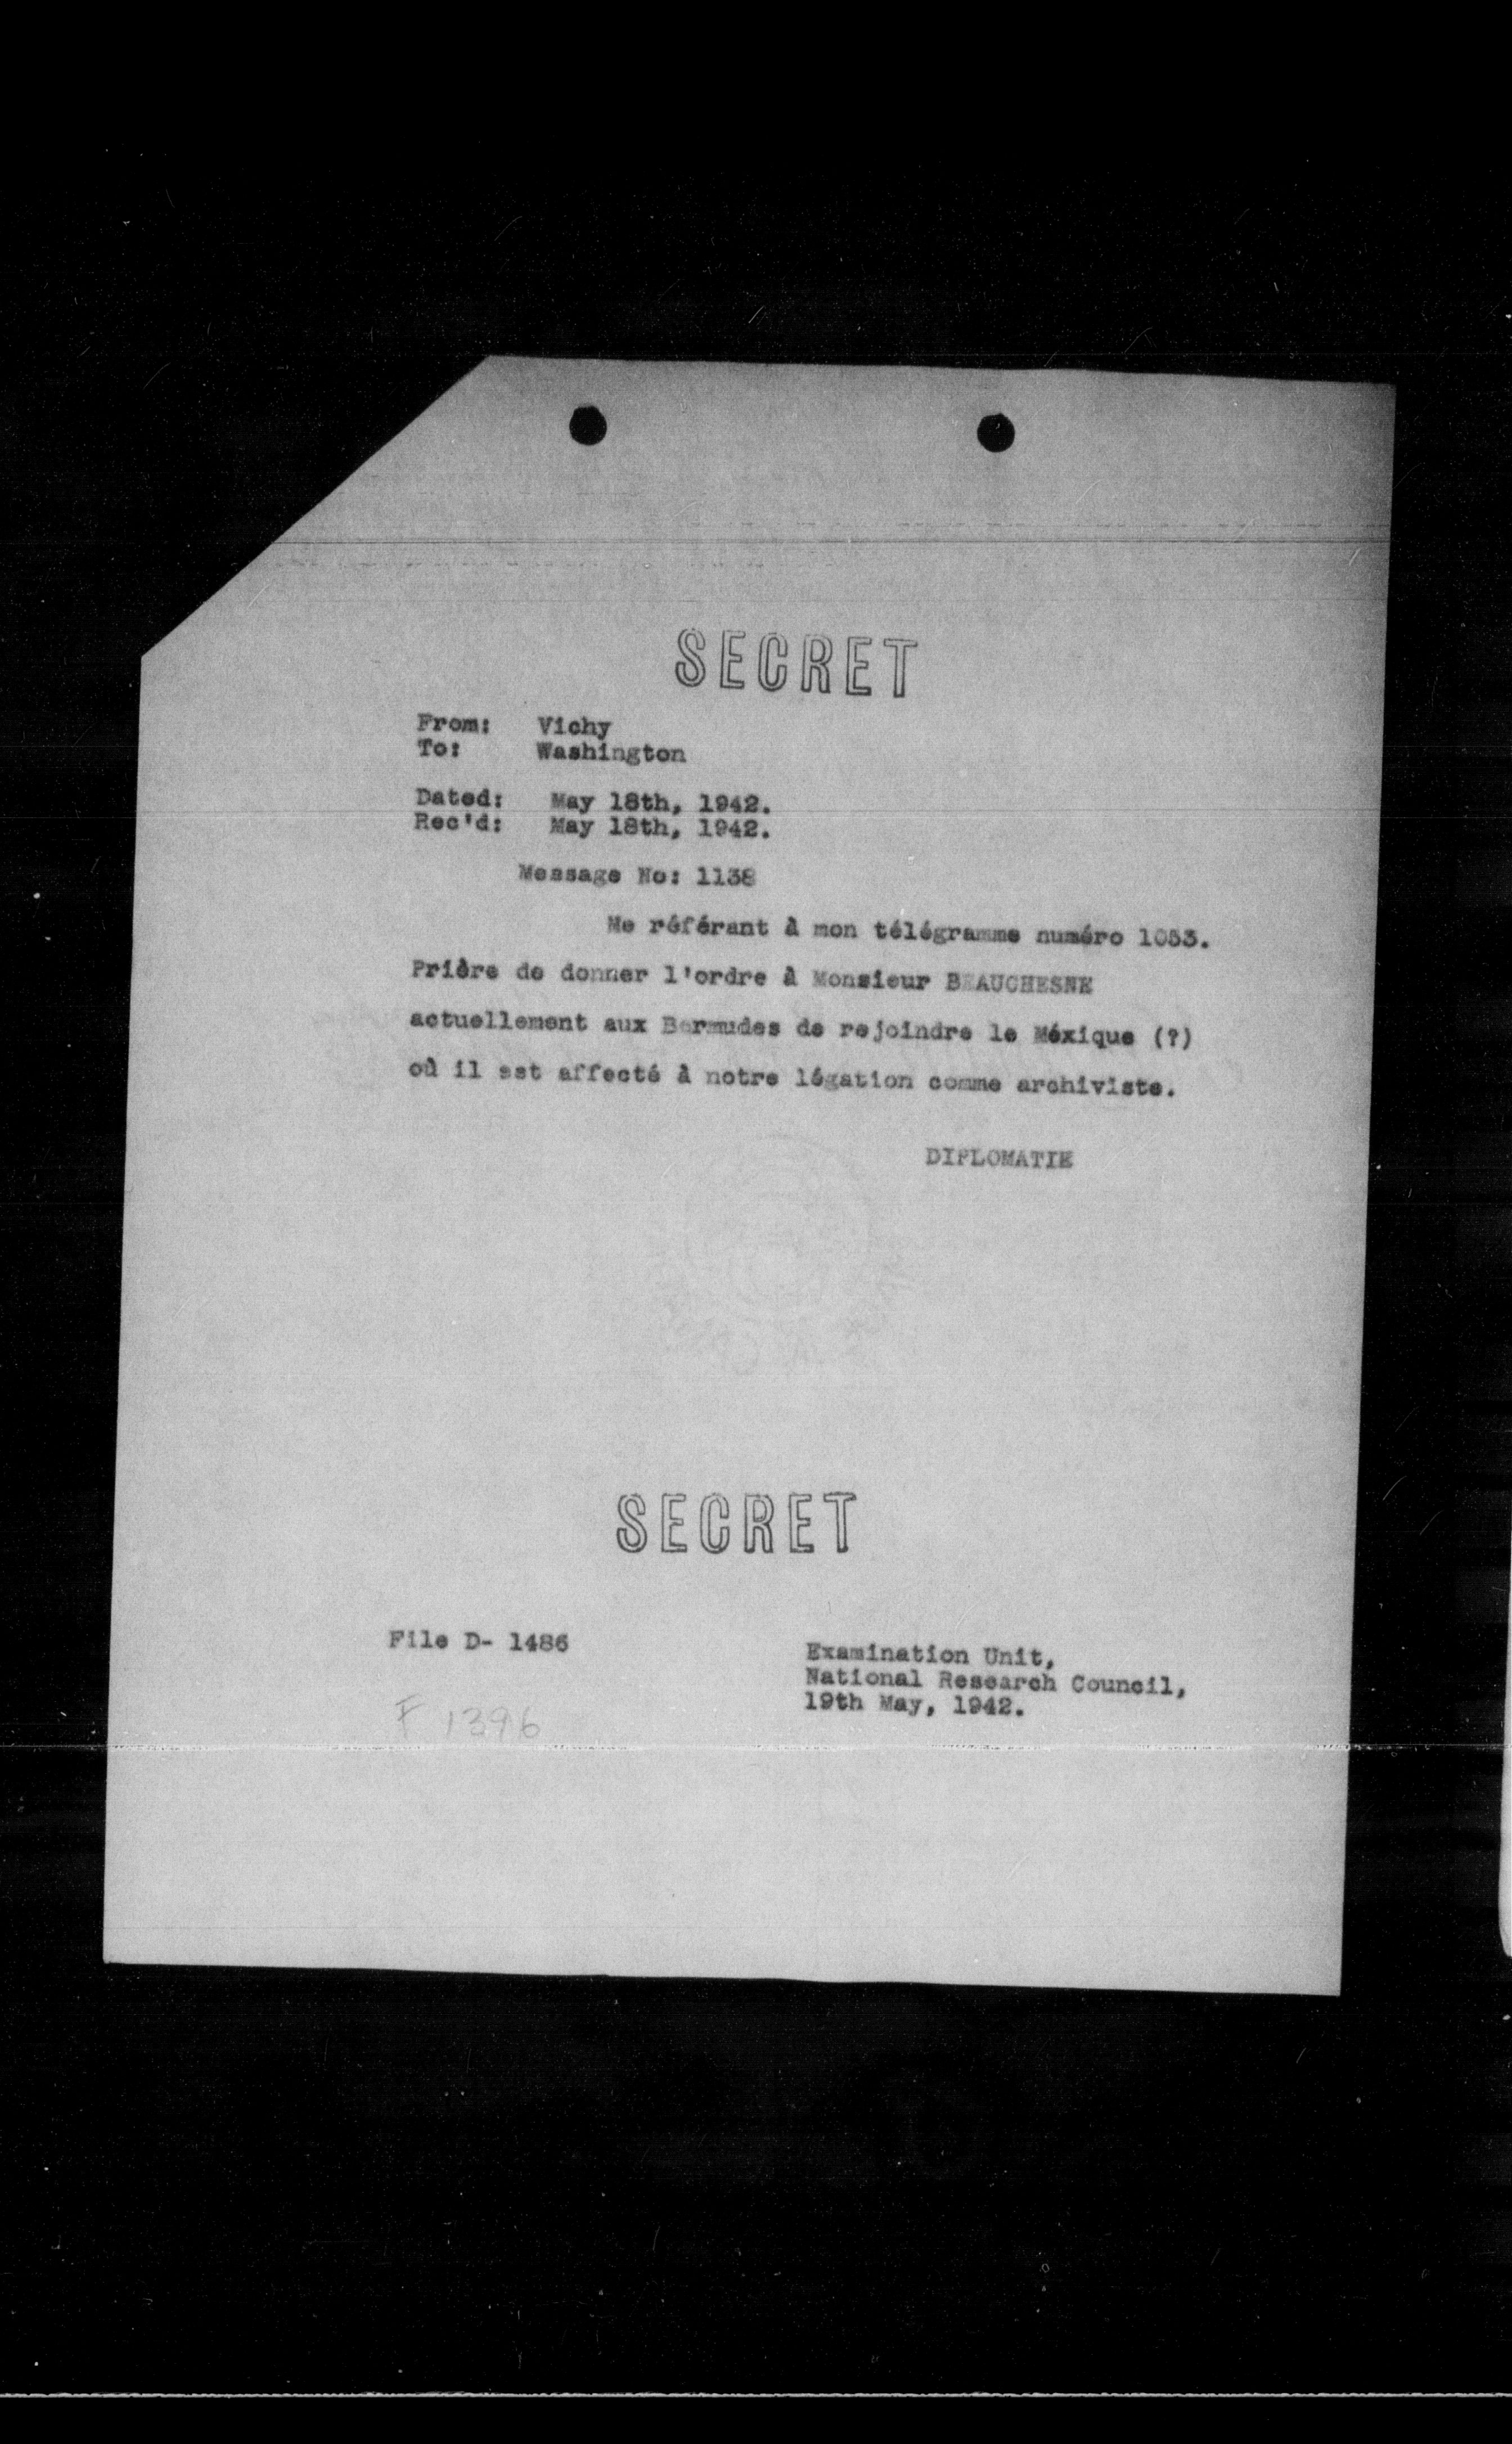 SECRET
From: Vichy
To: Washington
Dated: May 18th, 1942.
Rec'd: May 18th, 1942.
Message No: 1138
Me référant à mon télégramme numéro 1053.
Prière de donner l'ordre à Monsieur BEAUCHESNE
actuellement aux Bermudes de rejoindre le Méxique (?)
où il est affecté à notre légation comme archiviste.
DIPLOMATIE
SECRET
File D- 1486
Examination Unit,
National Research Council,
19th May, 1942.
F 1396